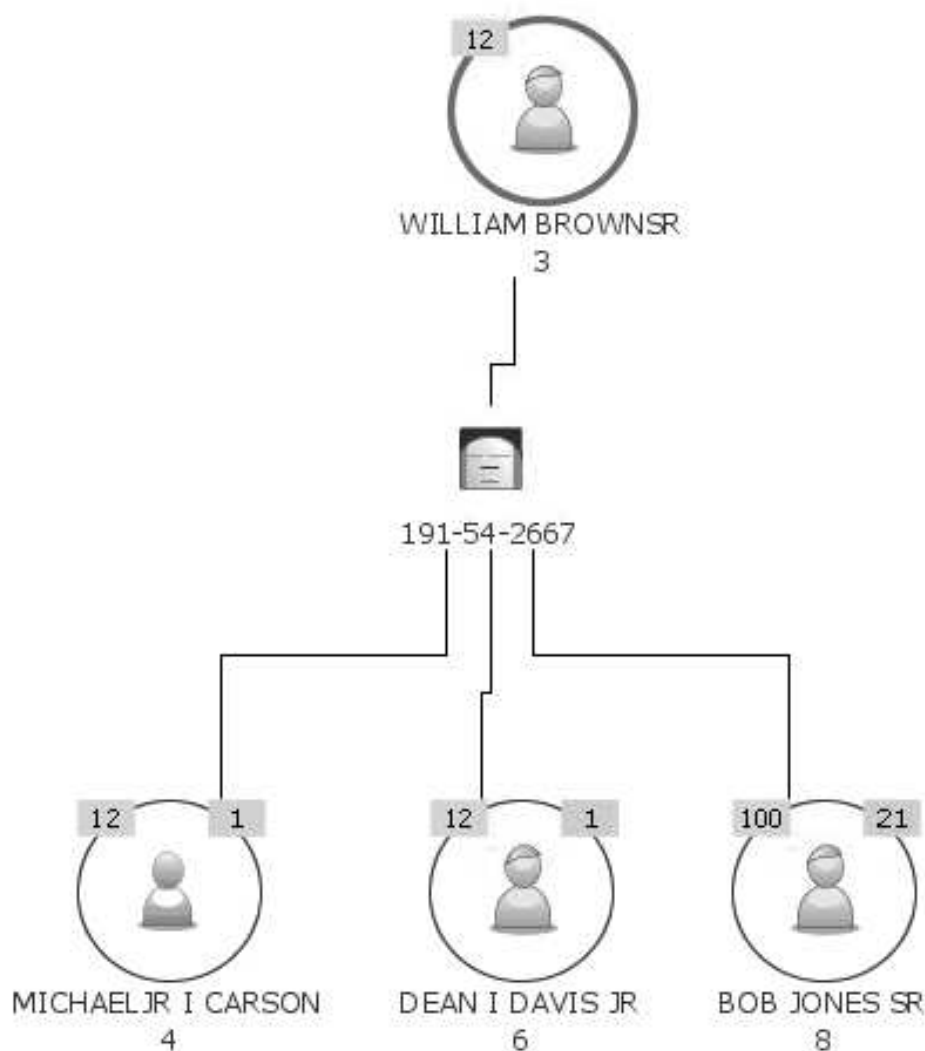 12
WILLIAM BROWNSR
3
191-54-2667
12 1 12 1 100 21
MICHAELJR I CARSON DEAN I DAVIS JR BOB JONES SR
4 6 8